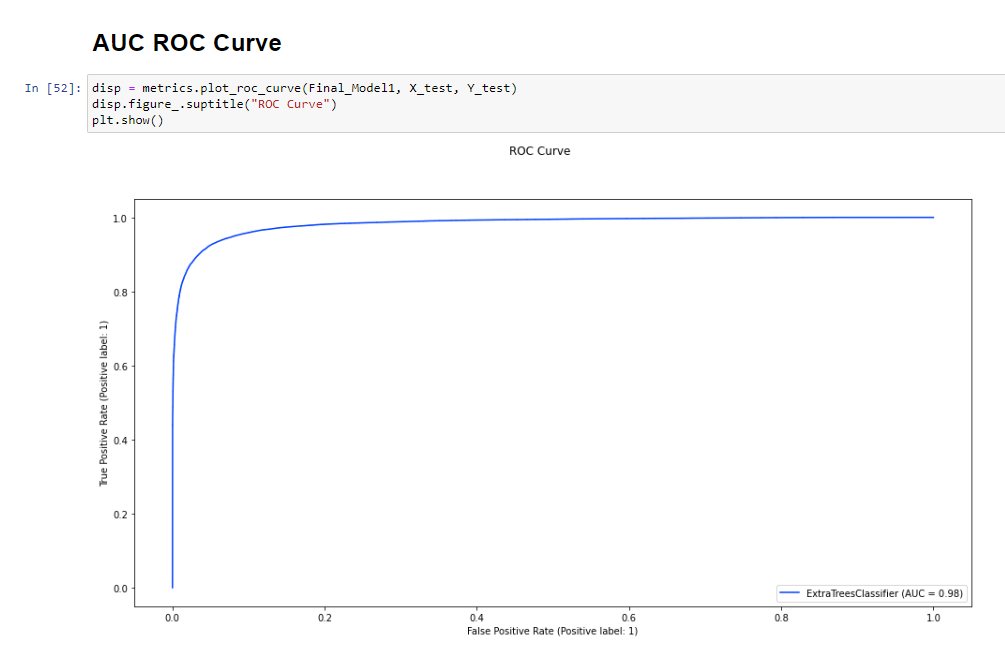 AUC ROC Curve
In [52]: disp = metrics.plot_roc_curve(Final_Model1, X_test, Y_test)
disp.figure_.suptitle("ROC Curve")
plt.show()
ROC Curve
1.0
0.8
0.6
0.4
0.2
0.0
True Positive Rate (Positive label: 1)
ExtraTreesClassifier (AUC = 0.98)
0.0 0.2 0.4 0.6 0.8 1.0
False Positive Rate (Positive label: 1)